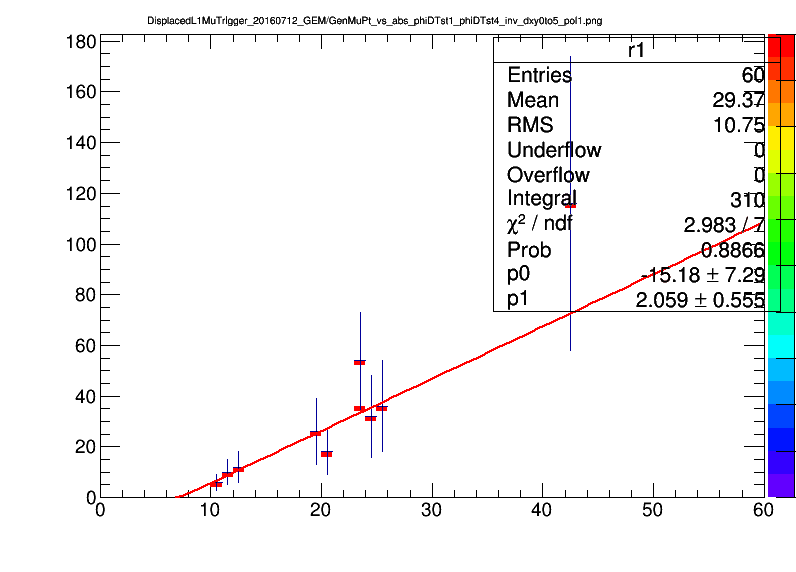 DisplacedL1MuTrigger_20160712_GEM/GenMuPt_vs_abs_phiDTst1_phiDTst4_inv_dxy0to5_pol1.png
r1
Entries 60
Mean 29.37
RMS 10.75
Underflow 0
Overflow 0
Integral 310
χ² / ndf 2.983 / 7
Prob 0.8866
p0 -15.18 ± 7.29
p1 2.059 ± 0.555
180
160
140
120
100
80
60
40
20
0
0 10 20 30 40 50 60